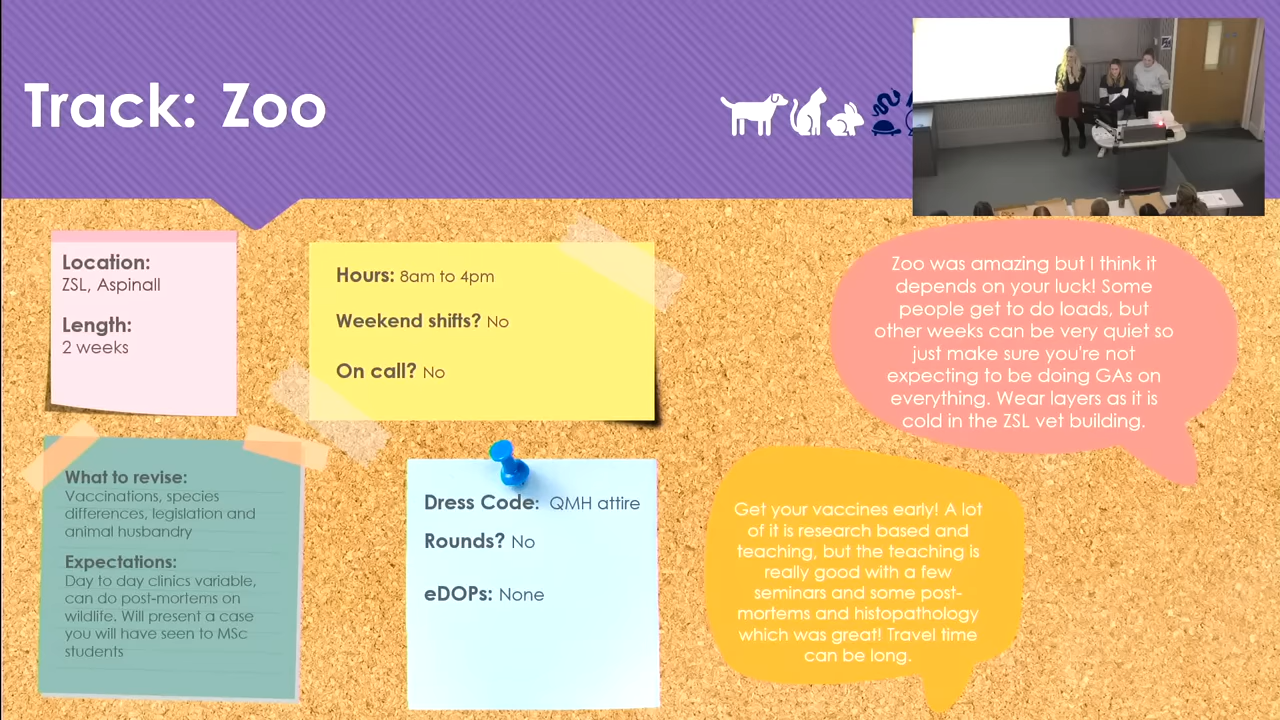 Track: Zoo
Location:
ZSL, Aspinall
Length:
2 weeks
Hours: 8am to 4pm
Weekend shifts? No
On call? No
Zoo was amazing but I think it
depends on your luck! Some
people get to do loads, but
other weeks can be very quiet so
just make sure you're not
expecting to be doing GAs on
everything. Wear layers as it is
cold in the ZSL vet building.
What to revise:
Vaccinations, species
differences, legislation and
animal husbandry
Expectations:
Day to day clinics variable,
can do post-mortems on
wildlife. Will present a case
you will have seen to MSc
students
Dress Code: QMH attire
Rounds? No
eDOPs: None
Get your vaccines early! A lot
of it is research based and
teaching, but the teaching is
really good with a few
seminars and some post-
mortems and histopathology
which was great! Travel time
can be long.